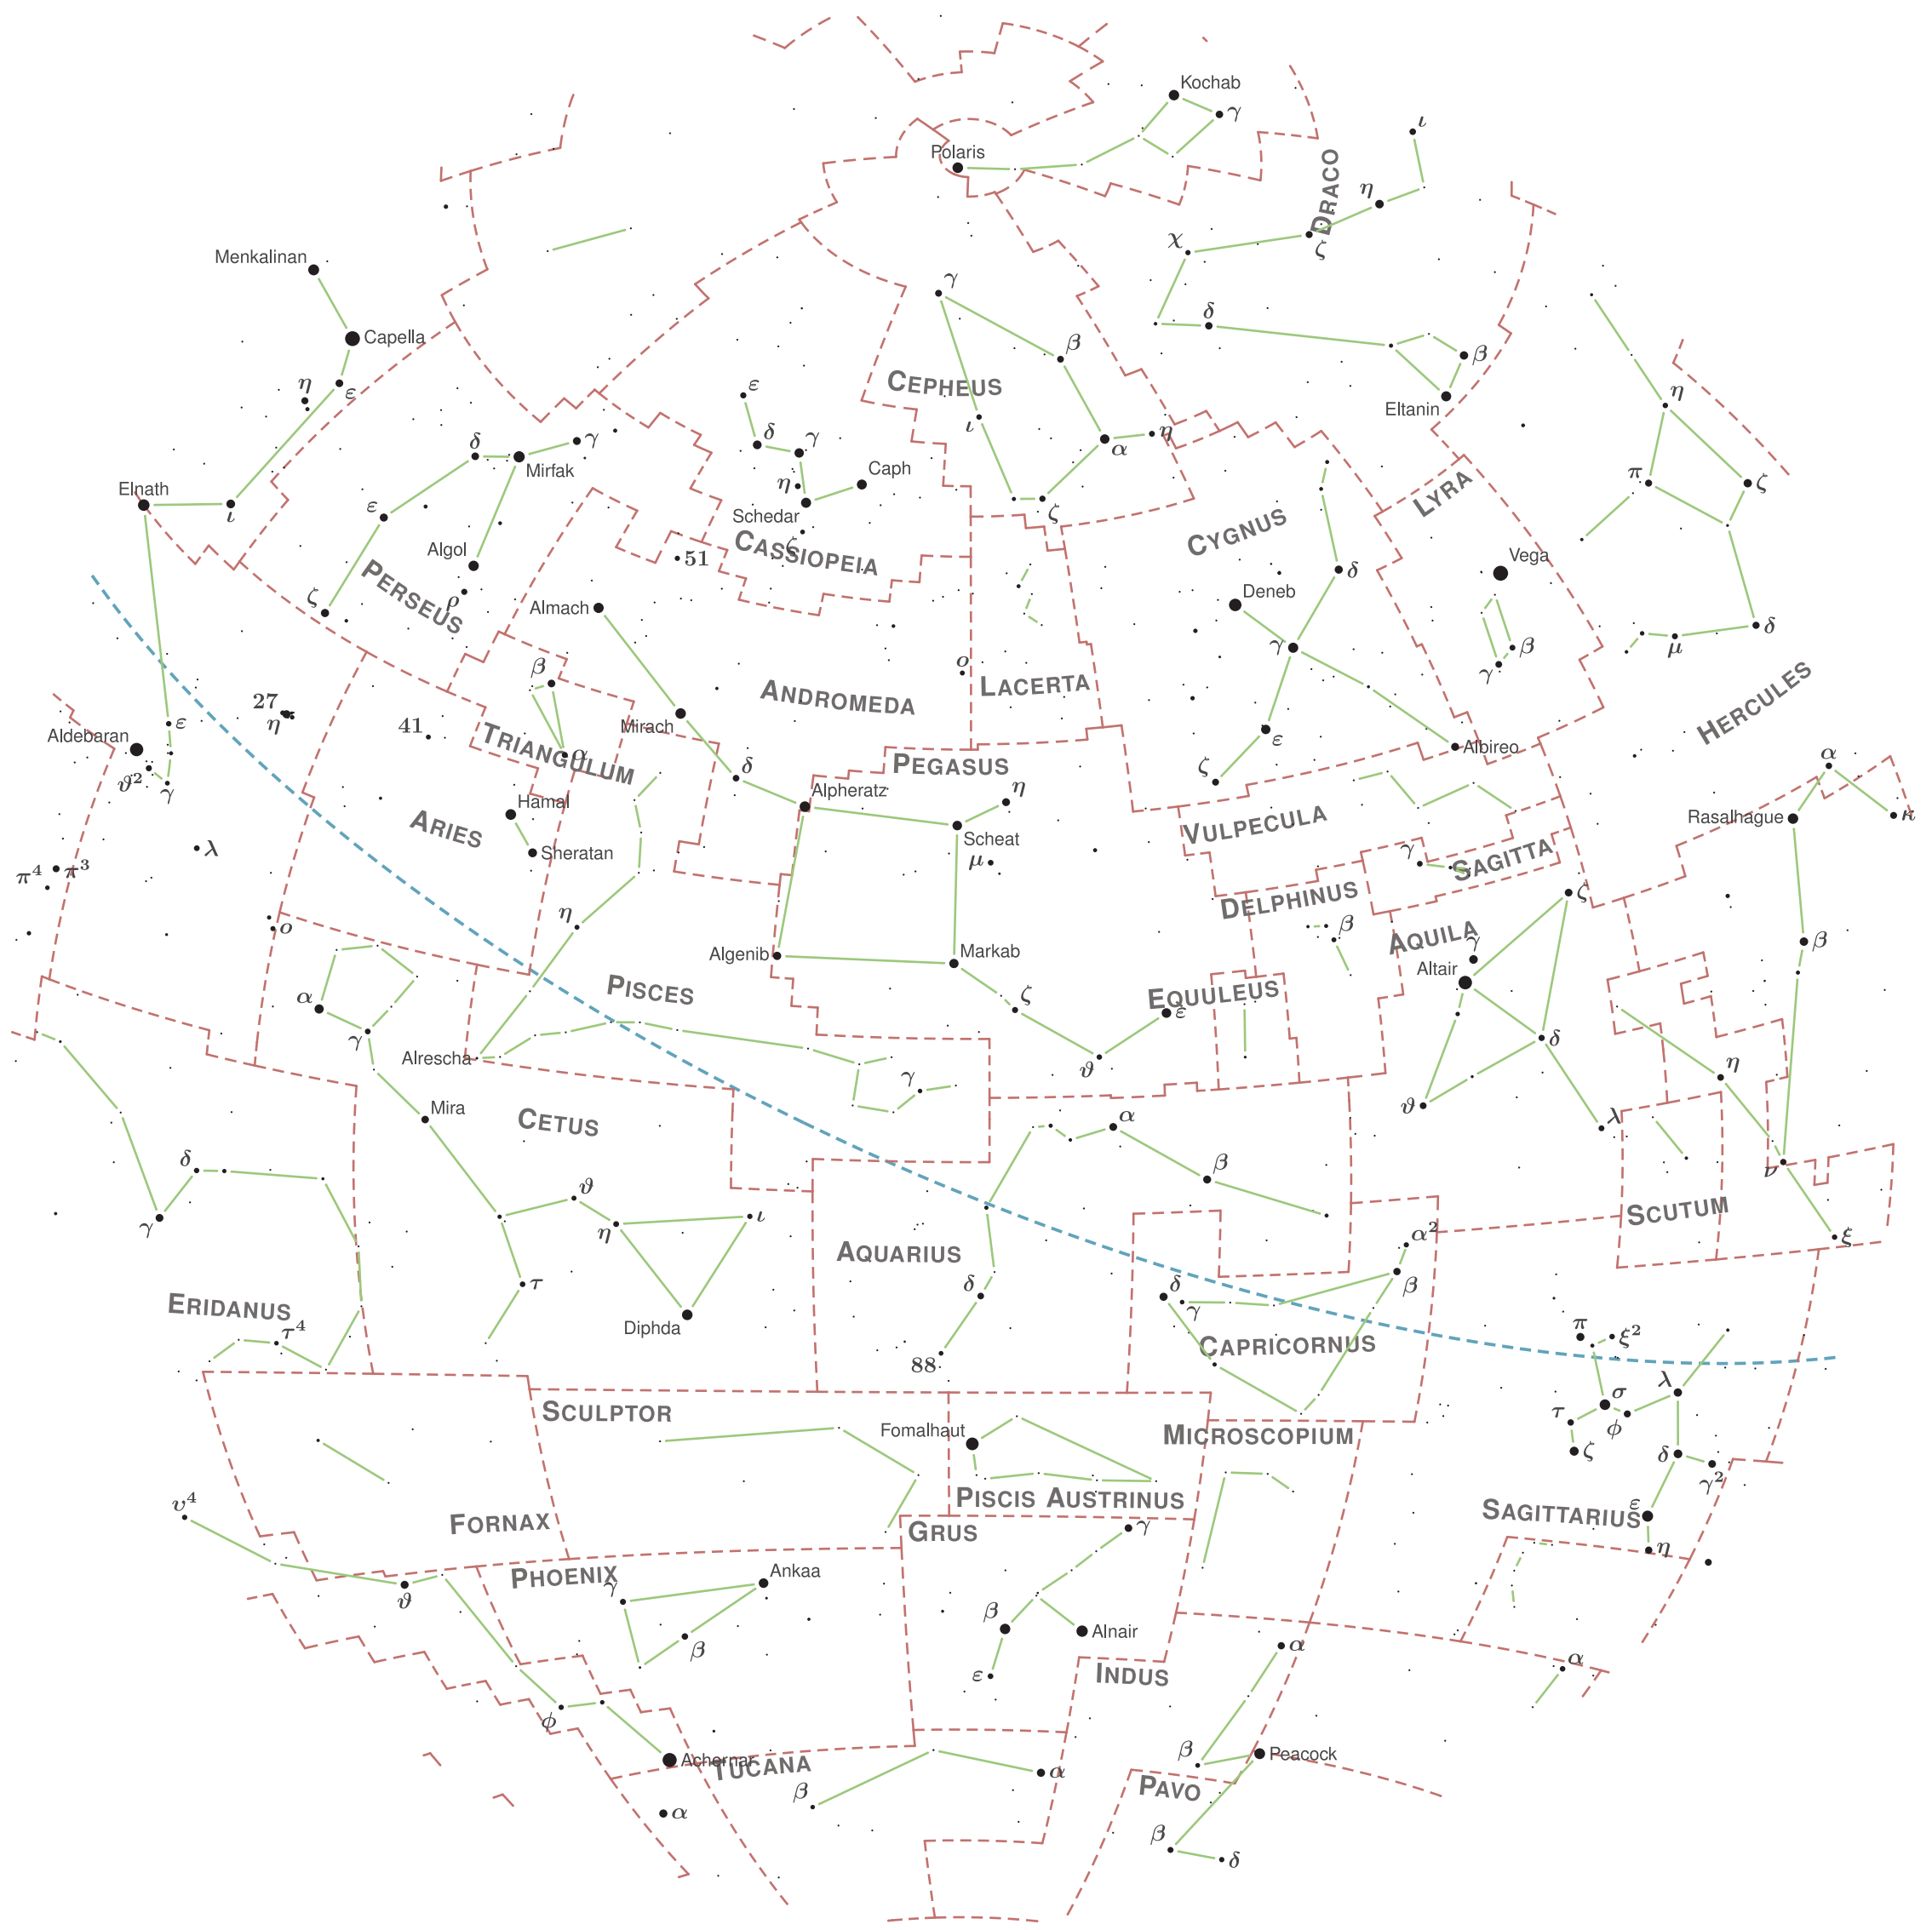 Kochab
γ
ι
Polaris
DRACO
η
χ
ζ
Menkalinan
γ
δ
Capella
β
β
CEPHEUS
η
ε
ε
Eltanin
η
ι
δ
γ
δ
γ
η
α
Mirfak
Caph
η
π
ζ
Elnath
ι
ε
Schedar
ζ
LYRA
CYGNUS
ζ
CASSIOPEIA
Algol
51
Vega
PERSEUS
δ
Deneb
ζ
ρ
Almach
δ
γ
β
μ
β
ο
γ
LACERTA
ANDROMEDA
HERCULES
27
η
ε
41
Mirach
TRIANGULUM
α
Aldebaran
ε
Albireo
PEGASUS
δ
ζ
α
ϑ²
γ
Alpheratz
η
Hamal
ARIES
VULPECULA
Rasalhague
κ
Scheat
λ
Sheratan
μ
γ
SAGITTA
π⁴
π³
DELPHINUS
ζ
η
ο
β
AQUILA
γ
β
Algenib
Markab
Altair
PISCES
EQUULEUS
α
ζ
ε
γ
δ
Alrescha
ϑ
γ
η
Mira
CETUS
α
ϑ
λ
δ
β
ν
ϑ
γ
η
ι
SCUTUM
ξ
AQUARIUS
α²
δ
δ
β
τ
γ
ERIDANUS
τ⁴
Diphda
CAPRICORNUS
π
ξ²
88
λ
σ
SCULPTOR
τ
ϕ
Fomalhaut
MICROSCOPIUM
ζ
δ
γ²
υ⁴
PISCIS AUSTRINUS
SAGITTARIUS
ε
FORNAX
GRUS
γ
η
PHOENIX
Ankaa
γ
ϑ
β
Alnair
β
α
ε
INDUS
α
ϕ
β
Peacock
Achernar
TUCANA
α
β
PAVO
α
β
δ